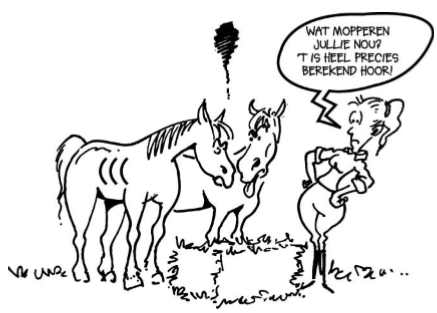 WAT MOPPEREN
JULLIE NOU?
'T IS HEEL PRECIES
BEREKEND HOOR!